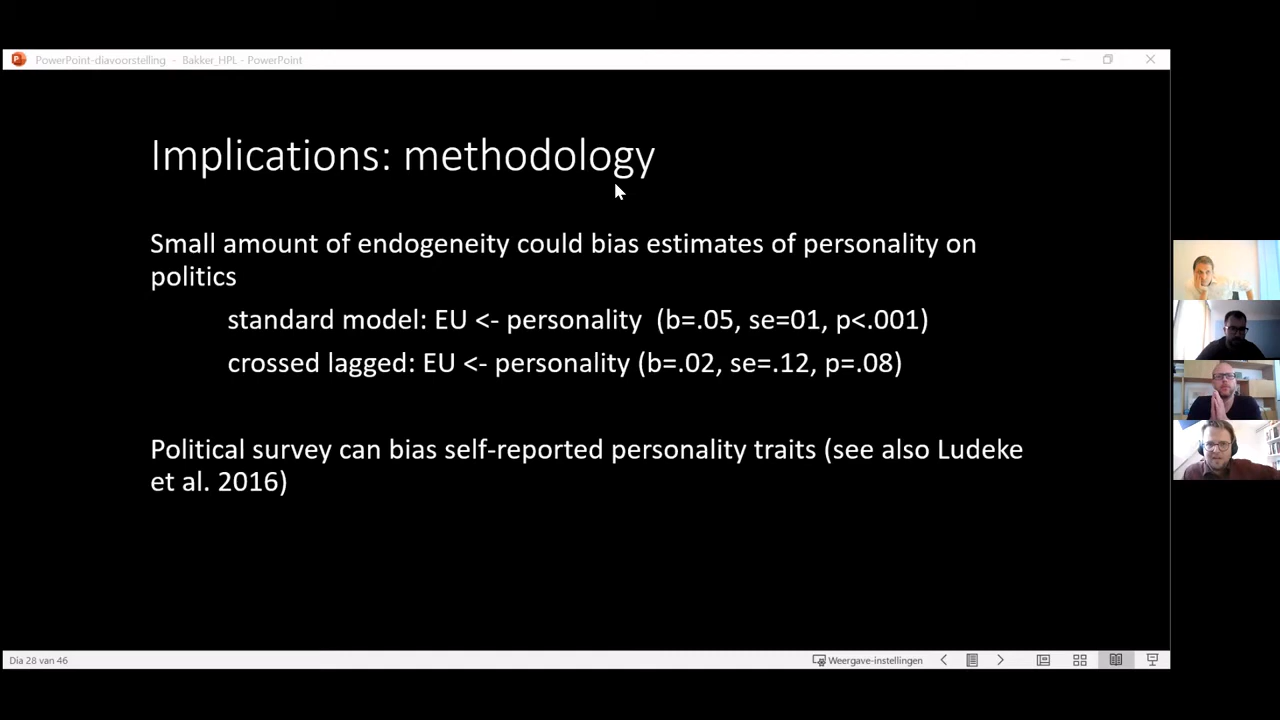 PowerPoint-diavoorstelling - Bakker_HPL - PowerPoint
Implications: methodology
Small amount of endogeneity could bias estimates of personality on
politics
standard model: EU <- personality (b=.05, se=01, p<.001)
crossed lagged: EU <- personality (b=.02, se=.12, p=.08)
Political survey can bias self-reported personality traits (see also Ludeke
et al. 2016)
Dia 28 van 46
Weergave-instellingen